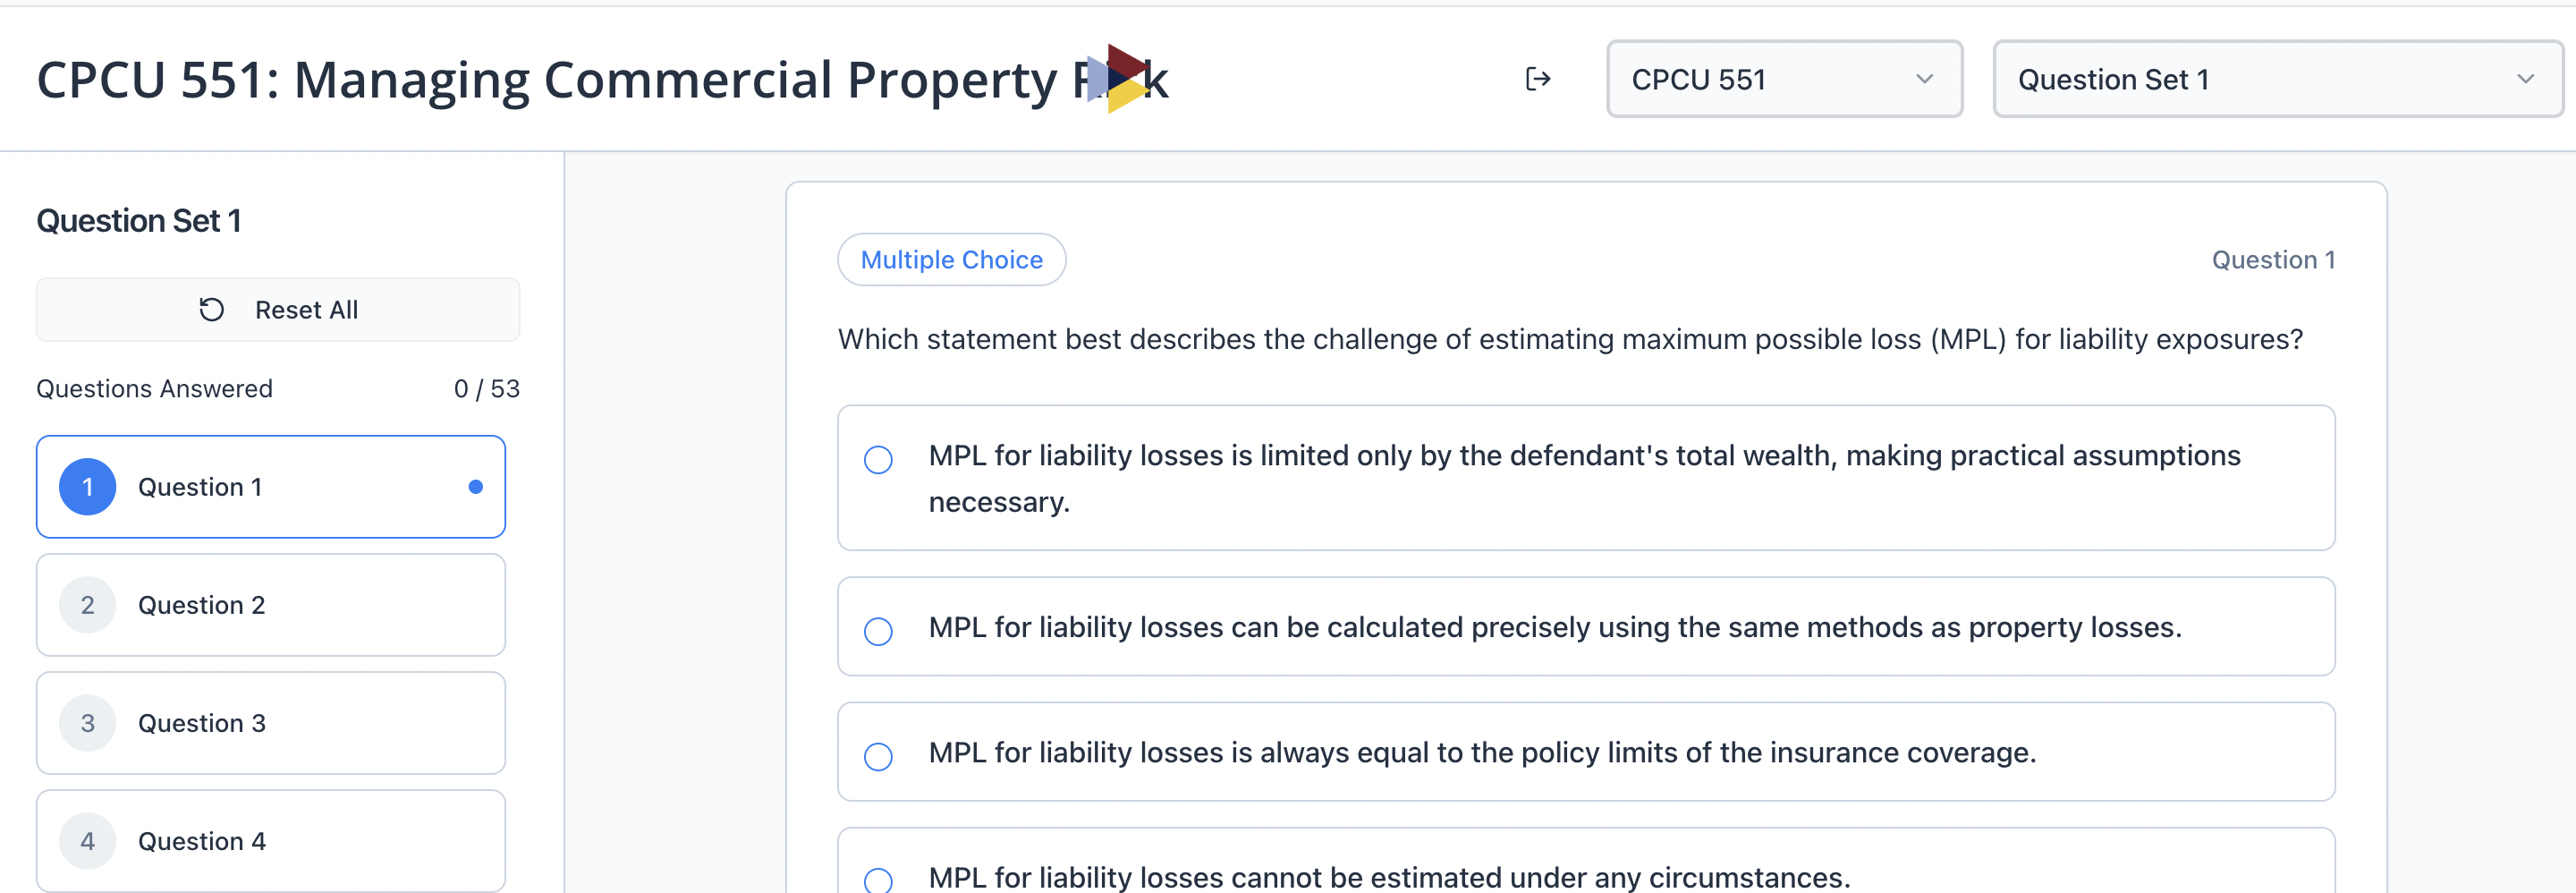 CPCU 551: Managing Commercial Property
CPCU 551
Question Set 1
Question Set 1
Reset All
Questions Answered 0 / 53
1 Question 1
2 Question 2
3 Question 3
4 Question 4
Multiple Choice
Question 1
Which statement best describes the challenge of estimating maximum possible loss (MPL) for liability exposures?
MPL for liability losses is limited only by the defendant's total wealth, making practical assumptions
necessary.
MPL for liability losses can be calculated precisely using the same methods as property losses.
MPL for liability losses is always equal to the policy limits of the insurance coverage.
MPL for liability losses cannot be estimated under any circumstances.